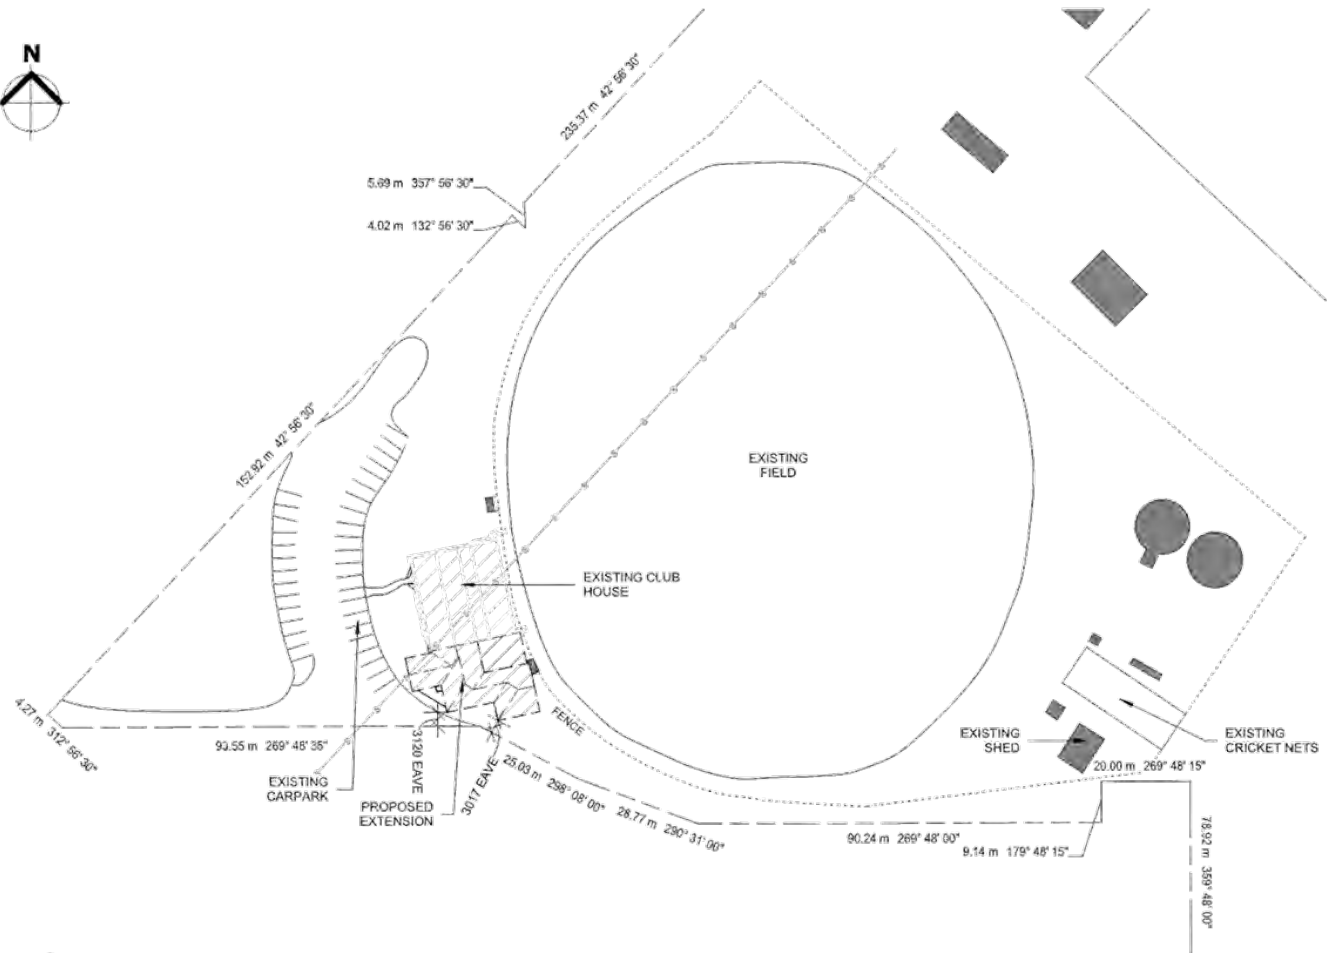 N
235.37 m 42° 56' 30"
5.69 m 357° 56' 30"
4.02 m 132° 56' 30"
152.92 m 42° 56' 30"
EXISTING
FIELD
EXISTING CLUB
HOUSE
4.27 m 312° 56' 30"
93.55 m 269° 48' 35"
EXISTING
CARPARK
3120 EAVE
PROPOSED
EXTENSION
3017 EAVE
FENCE
25.03 m 298° 08' 00"
28.77 m 290° 31' 00"
EXISTING
SHED
EXISTING
CRICKET NETS
20.00 m 269° 48' 15"
90.24 m 269° 48' 00"
9.14 m 179° 48' 15"
78.92 m 359° 48' 00"